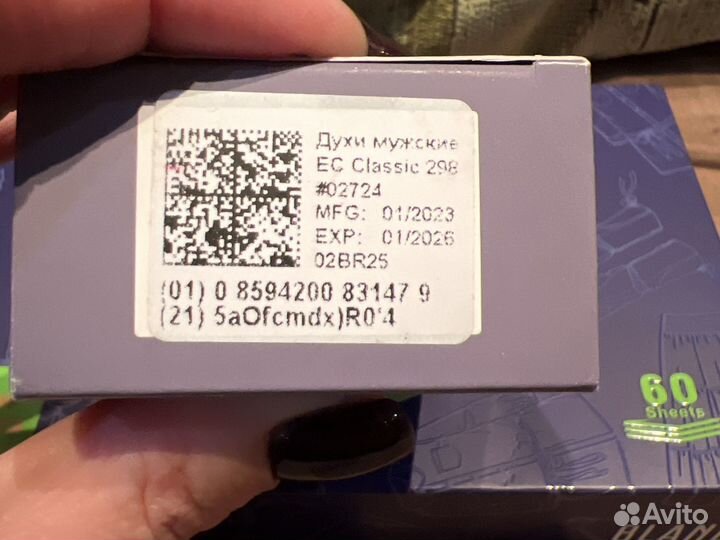 Духи мужские
EC Classic 298
#02724
MFG: 01/2023
EXP: 01/2026
02BR25
(01) 0 8594200 83147 9
(21) 5aOfcmdx)R0'4
60
Sheets
Avito